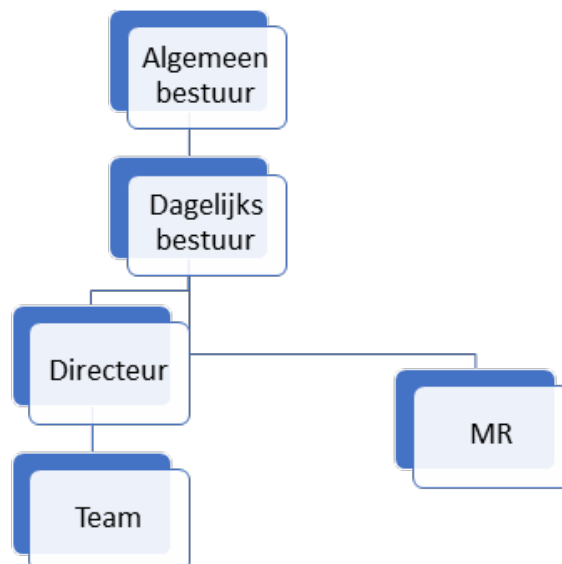 Algemeen
bestuur
Dagelijks
bestuur
Directeur
MR
Team